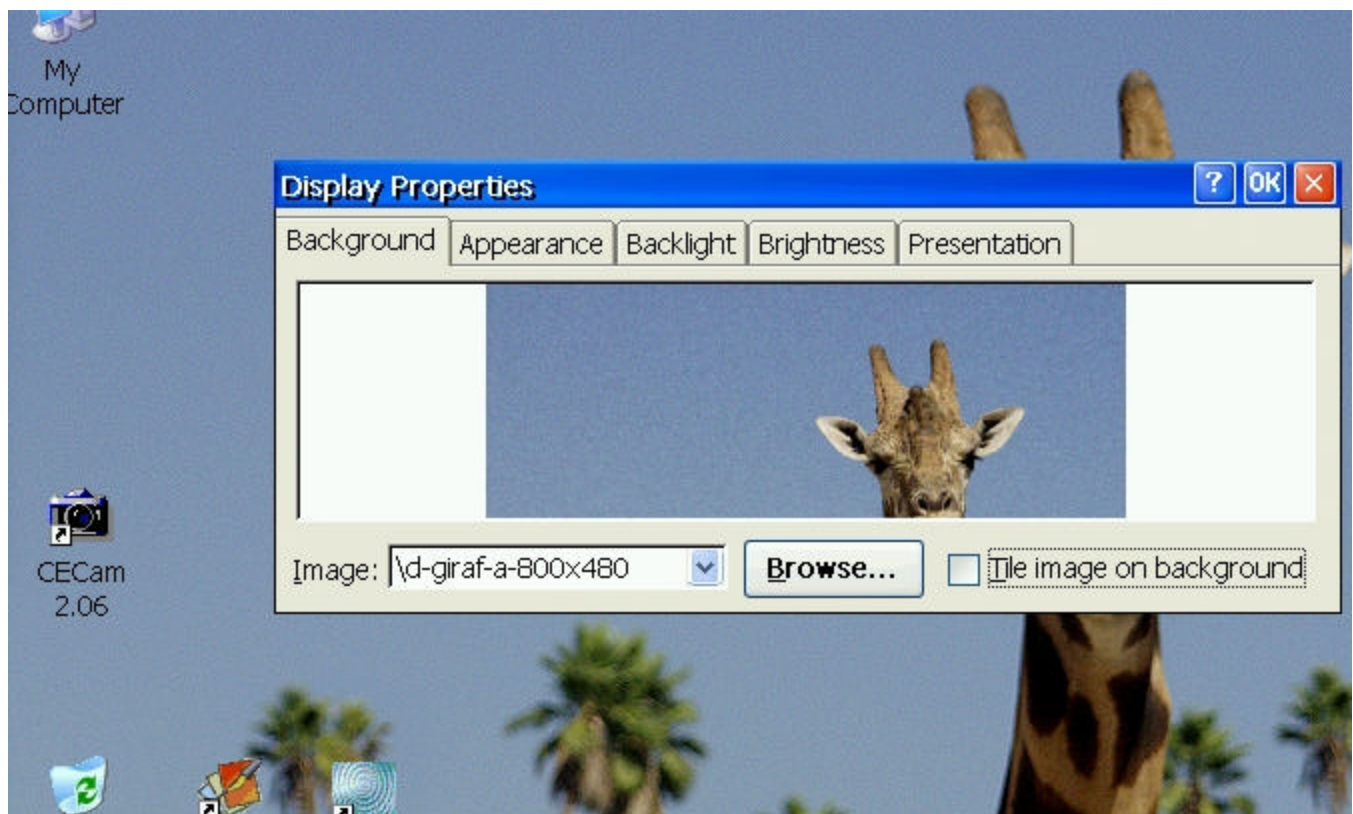 My
Computer
Display Properties
? OK
Background Appearance Backlight Brightness Presentation
Image: \d-giraf-a-800x480 Browse... Tile image on background
CECam
2.06